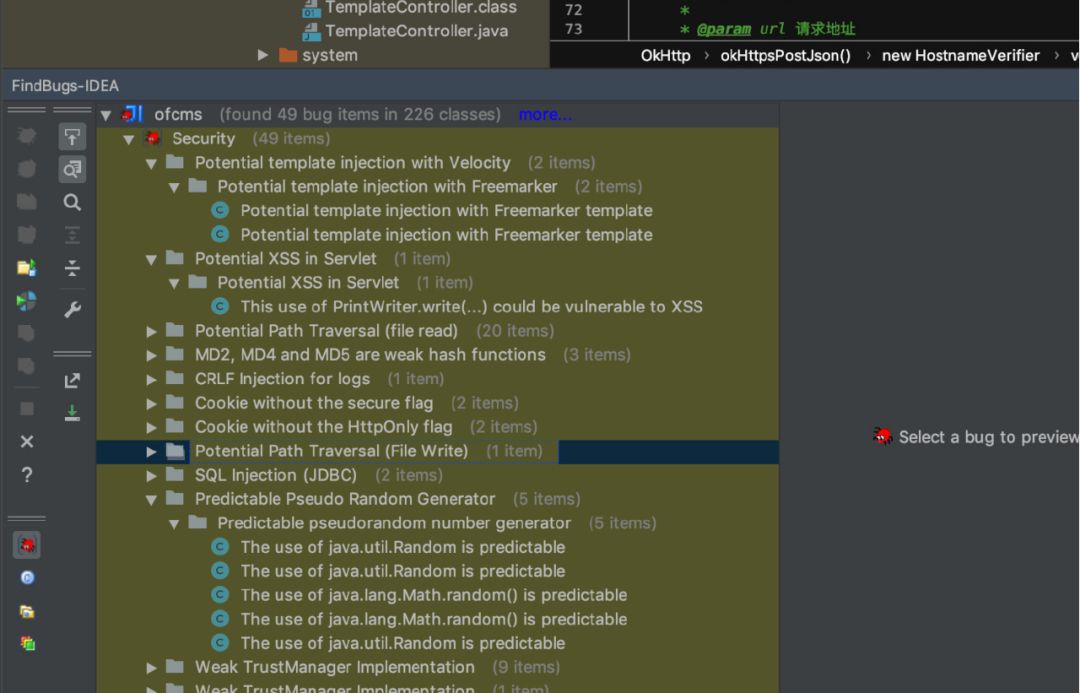 TemplateController.class
TemplateController.java
system
72 *
73 * @param url 请求地址
OkHttp › okHttpsPostJson() › new HostnameVerifier ›
FindBugs-IDEA
ofcms (found 49 bug items in 226 classes) more...
Security (49 items)
Potential template injection with Velocity (2 items)
Potential template injection with Freemarker (2 items)
Potential template injection with Freemarker template
Potential template injection with Freemarker template
Potential XSS in Servlet (1 item)
Potential XSS in Servlet (1 item)
This use of PrintWriter.write(...) could be vulnerable to XSS
Potential Path Traversal (file read) (20 items)
MD2, MD4 and MD5 are weak hash functions (3 items)
CRLF Injection for logs (1 item)
Cookie without the secure flag (2 items)
Cookie without the HttpOnly flag (2 items)
Potential Path Traversal (File Write) (1 item)
Select a bug to preview
SQL Injection (JDBC) (2 items)
Predictable Pseudo Random Generator (5 items)
Predictable pseudorandom number generator (5 items)
The use of java.util.Random is predictable
The use of java.util.Random is predictable
The use of java.lang.Math.random() is predictable
The use of java.lang.Math.random() is predictable
The use of java.util.Random is predictable
Weak TrustManager Implementation (9 items)
Weak TrustManager Implementation (1 item)